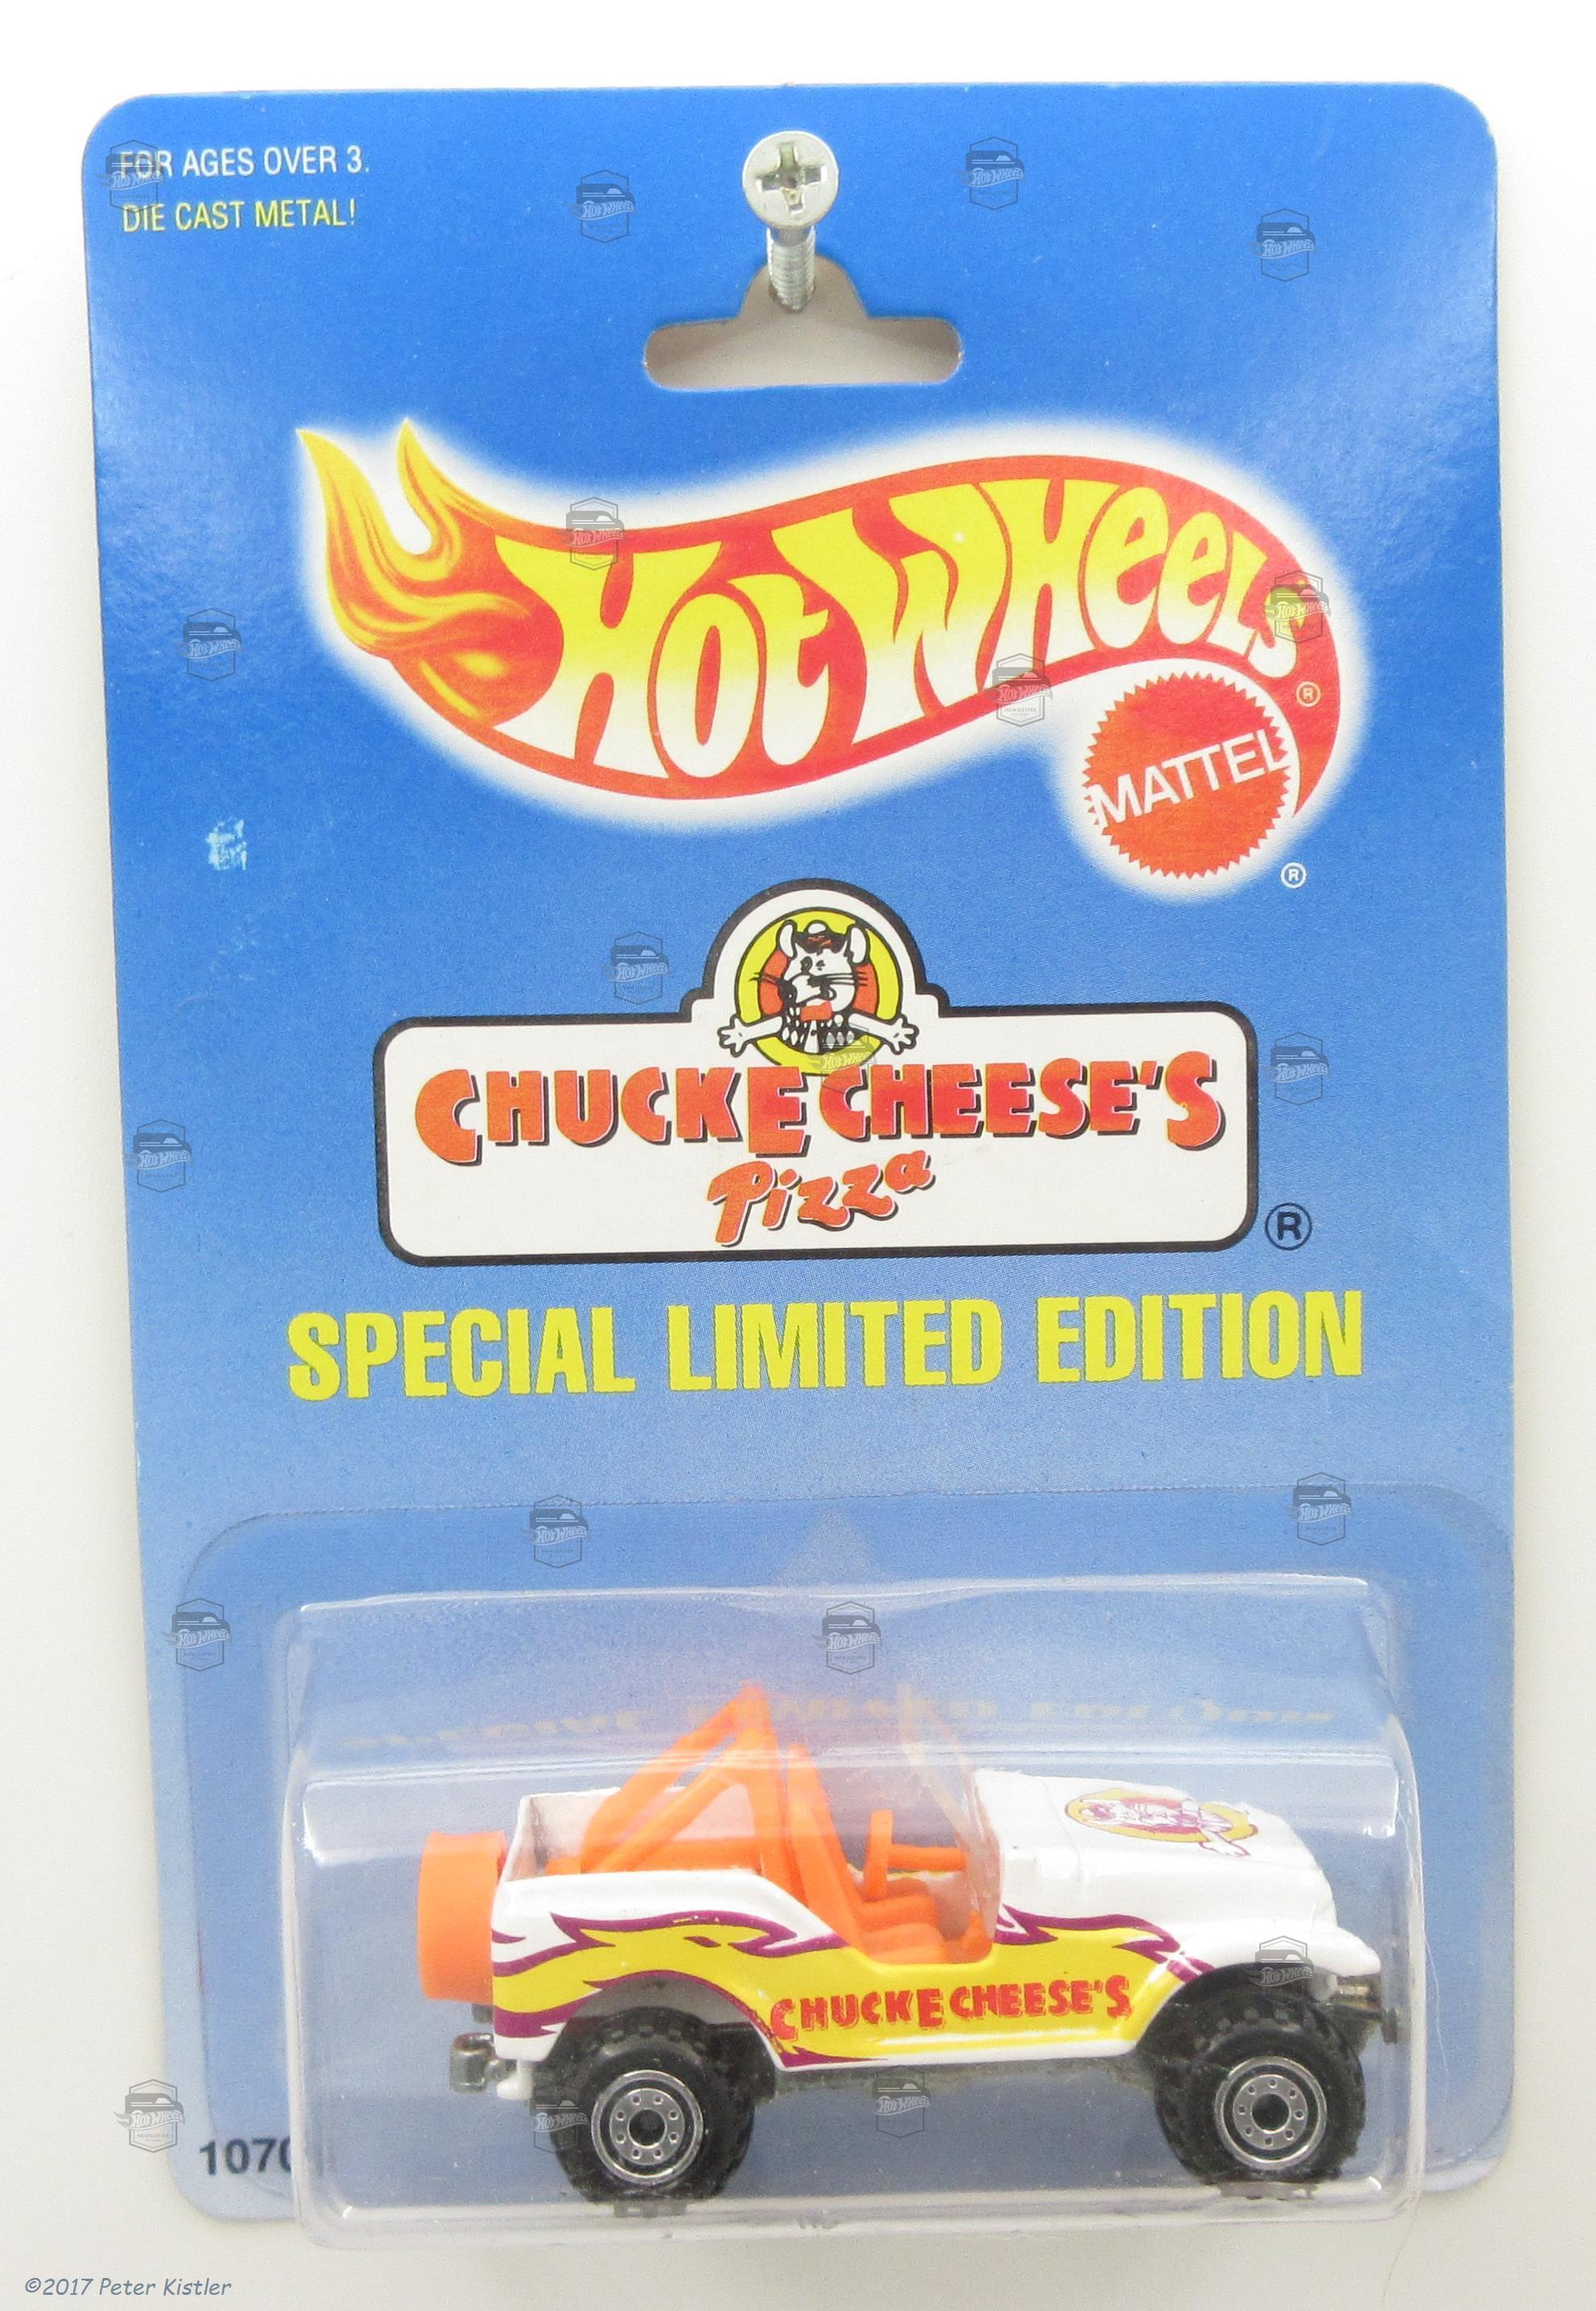 FOR AGES OVER 3.
DIE CAST METAL!
HOT WHEELS ®
MATTEL ®
CHUCK E CHEESE'S
Pizza ®
SPECIAL LIMITED EDITION
CHUCK E CHEESE'S
1070
©2017 Peter Kistler